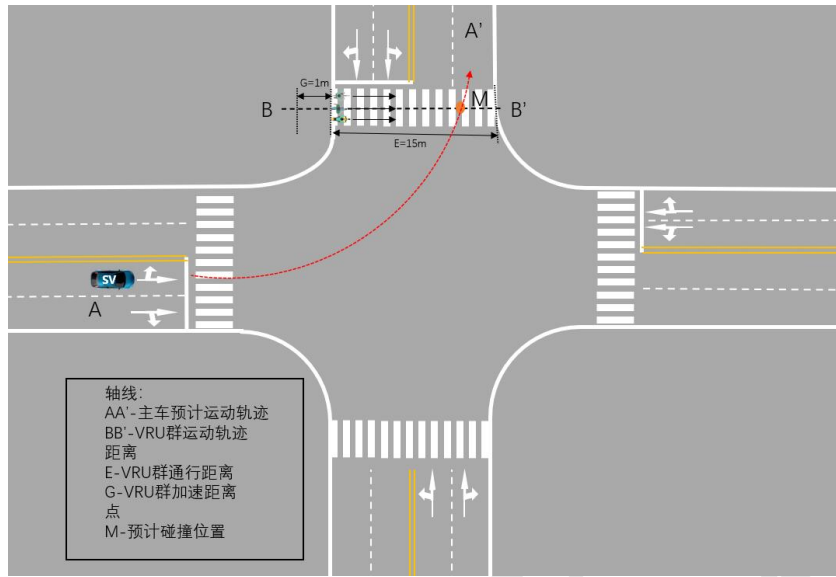 A'
G=1m
B
M
B'
E=15m
SV
A
轴线:
AA'-主车预计运动轨迹
BB'-VRU群运动轨迹
距离
E-VRU群通行距离
G-VRU群加速距离
点
M-预计碰撞位置